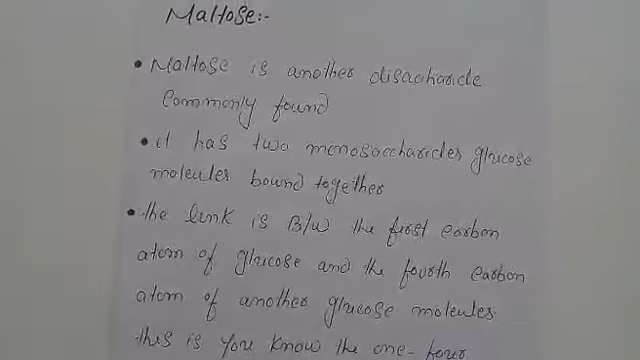 Maltose:-
• Maltose is another disaccharide
commonly found
• it has two monosaccharides glucose
molecules bound together
• the link is B/w the first carbon
atom of glucose and the fourth carbon
atom of another glucose molecules
this is you know the one-four